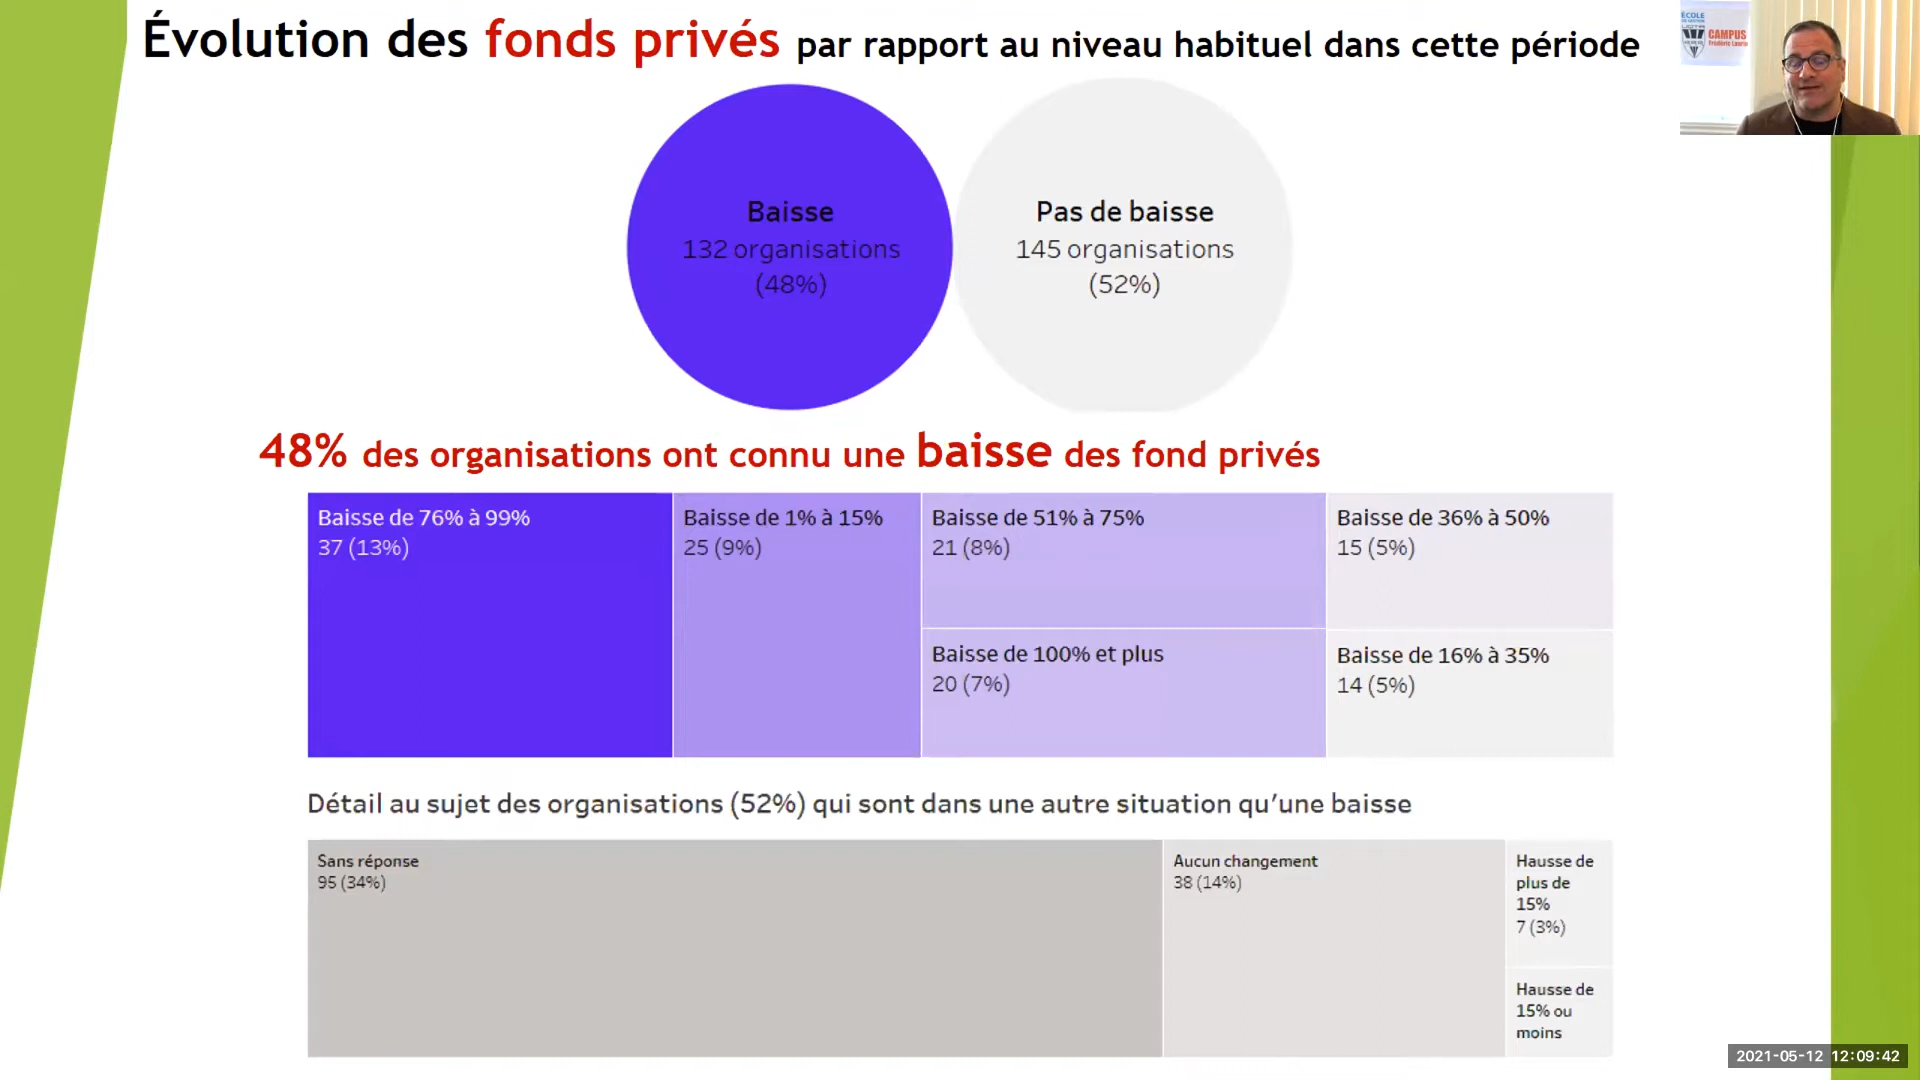 Évolution des fonds privés par rapport au niveau habituel dans cette période
ÉCOLE
CAMPUS
Baisse
132 organisations
(48%)
Pas de baisse
145 organisations
(52%)
48% des organisations ont connu une baisse des fond privés
Baisse de 76% à 99%
37 (13%)
Baisse de 1% à 15%
25 (9%)
Baisse de 51% à 75%
21 (8%)
Baisse de 36% à 50%
15 (5%)
Baisse de 100% et plus
20 (7%)
Baisse de 16% à 35%
14 (5%)
Détail au sujet des organisations (52%) qui sont dans une autre situation qu'une baisse
Sans réponse
95 (34%)
Aucun changement
38 (14%)
Hausse de
plus de
15%
7 (3%)
Hausse de
15% ou
moins
2021-05-12 12:09:42